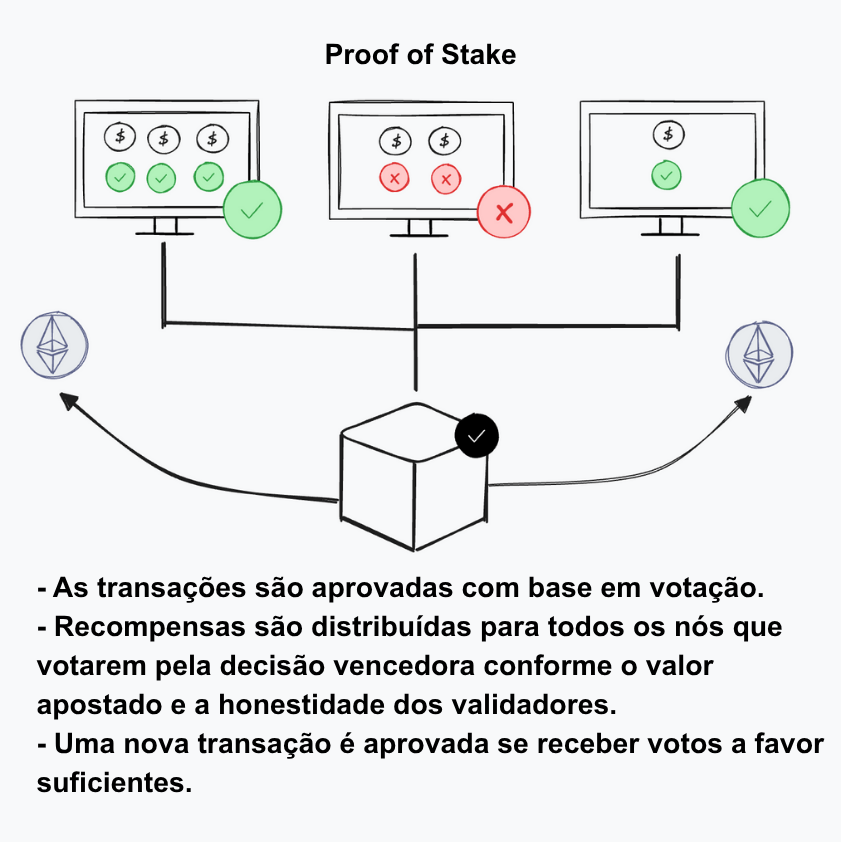 Proof of Stake
$ $ $
$ $
$
- As transações são aprovadas com base em votação.
- Recompensas são distribuídas para todos os nós que
votarem pela decisão vencedora conforme o valor
apostado e a honestidade dos validadores.
- Uma nova transação é aprovada se receber votos a favor
suficientes.